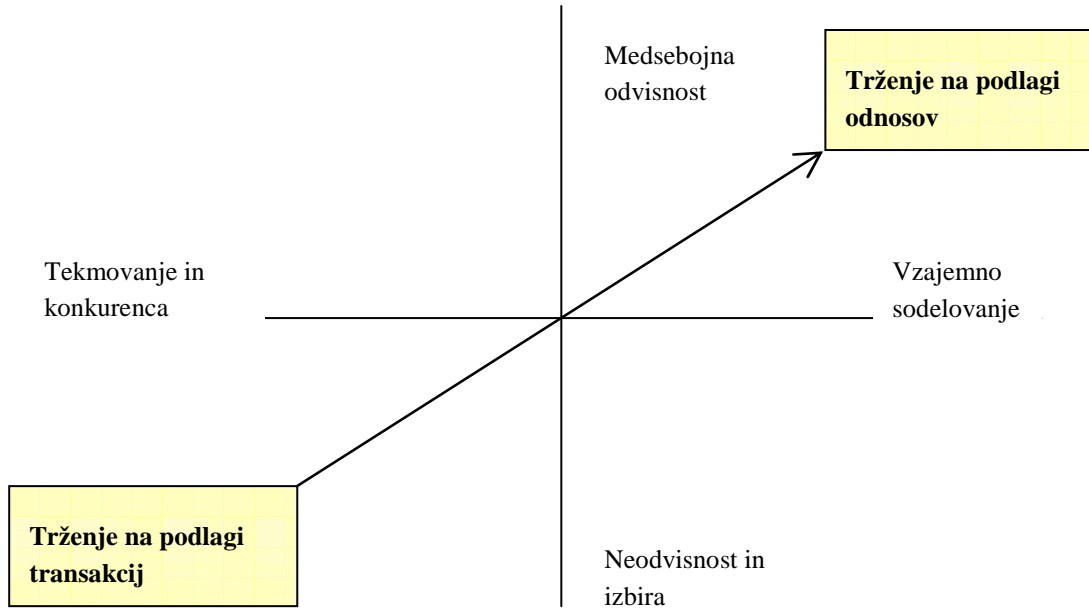 Medsebojna
odvisnost
Trženje na podlagi
odnosov
Tekmovanje in
konkurenca
Vzajemno
sodelovanje
Trženje na podlagi
transakcij
Neodvisnost in
izbira